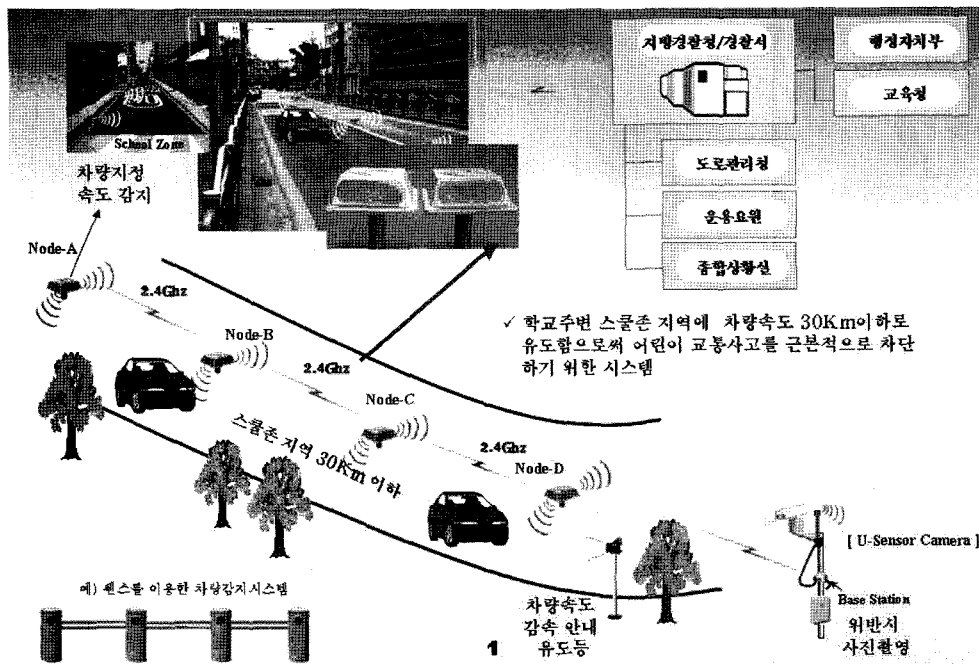 School Zone
차량지정
속도 감지
지방경찰청/경찰서
행정자치부
교육청
도로관리청
운용요원
종합상황실
Node-A
2.4Ghz
Node-B
2.4Ghz
Node-C
2.4Ghz
Node-D
✓ 학교주변 스쿨존 지역에 차량속도 30Km이하로
유도함으로써 어린이 교통사고를 근본적으로 차단
하기 위한 시스템
스쿨존 지역 30Km 이하
[ U-Sensor Camera ]
Base Station
위반시
사진촬영
차량속도
감속 안내
유도등
예) 센스를 이용한 차량감지시스템
1